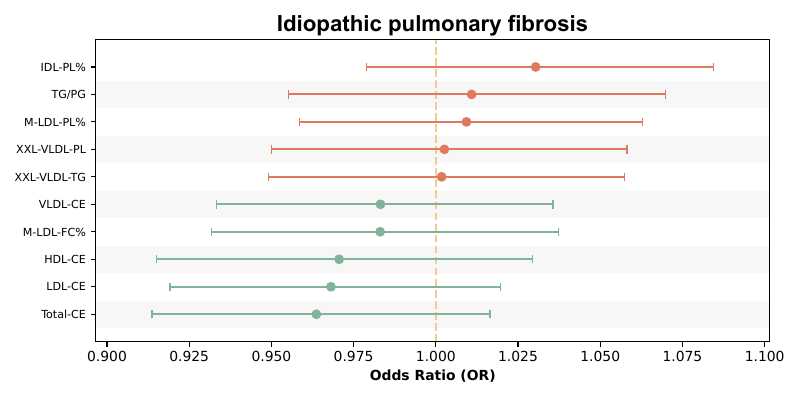 Idiopathic pulmonary fibrosis
IDL-PL%
TG/PG
M-LDL-PL%
XXL-VLDL-PL
XXL-VLDL-TG
VLDL-CE
M-LDL-FC%
HDL-CE
LDL-CE
Total-CE
0.900 0.925 0.950 0.975 1.000 1.025 1.050 1.075 1.100
Odds Ratio (OR)